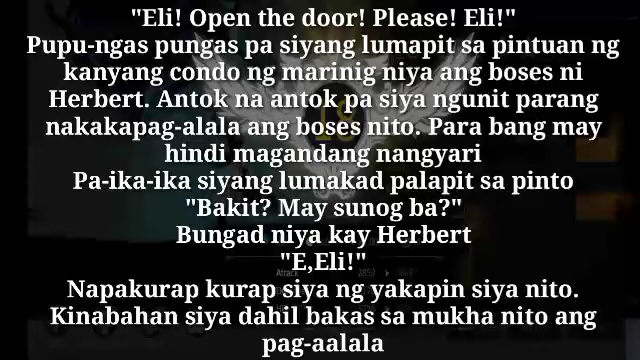 "Eli! Open the door! Please! Eli!"
Pupu-ngas pungas pa siyang lumapit sa pintuan ng
kanyang condo ng marinig niya ang boses ni
Herbert. Antok na antok pa siya ngunit parang
nakakapag-alala ang boses nito. Para bang may
hindi magandang nangyari
Pa-ika-ika siyang lumakad palapit sa pinto
"Bakit? May sunog ba?"
Bungad niya kay Herbert
"E,Eli!"
Attack
Napakurap kurap siya ng yakapin siya nito.
Kinabahan siya dahil bakas sa mukha nito ang
pag-aalala